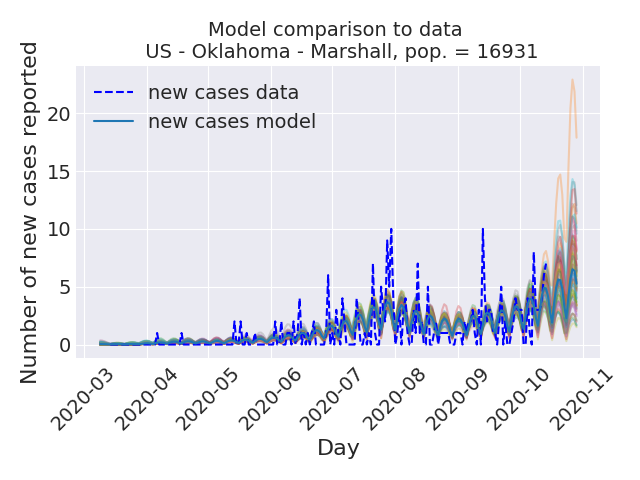 Model comparison to data
US - Oklahoma - Marshall, pop. = 16931
Number of new cases reported
20
15
10
5
0
new cases data
new cases model
2020-03
2020-04
2020-05
2020-06
2020-07
2020-08
2020-09
2020-10
2020-11
Day